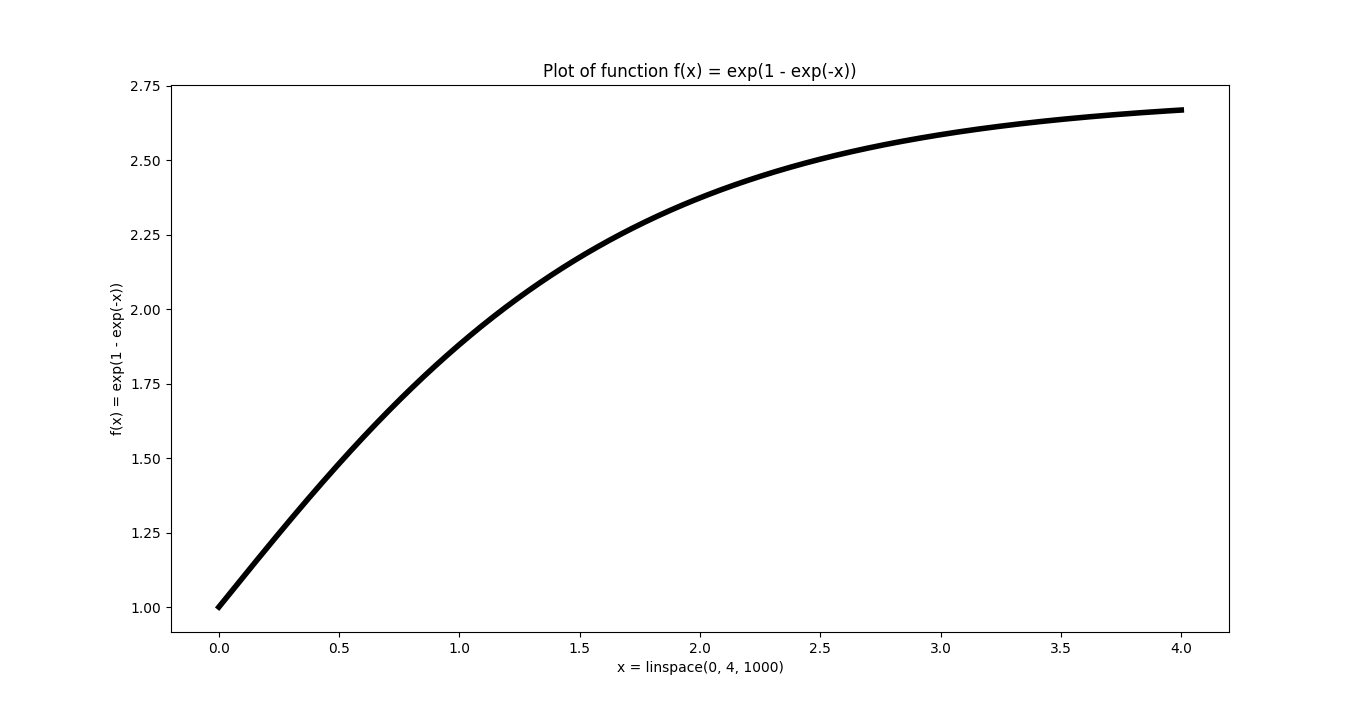 Plot of function f(x) = exp(1 - exp(-x))
2.75
2.50
2.25
2.00
1.75
1.50
1.25
1.00
f(x) = exp(1 - exp(-x))
0.0 0.5 1.0 1.5 2.0 2.5 3.0 3.5 4.0
x = linspace(0, 4, 1000)